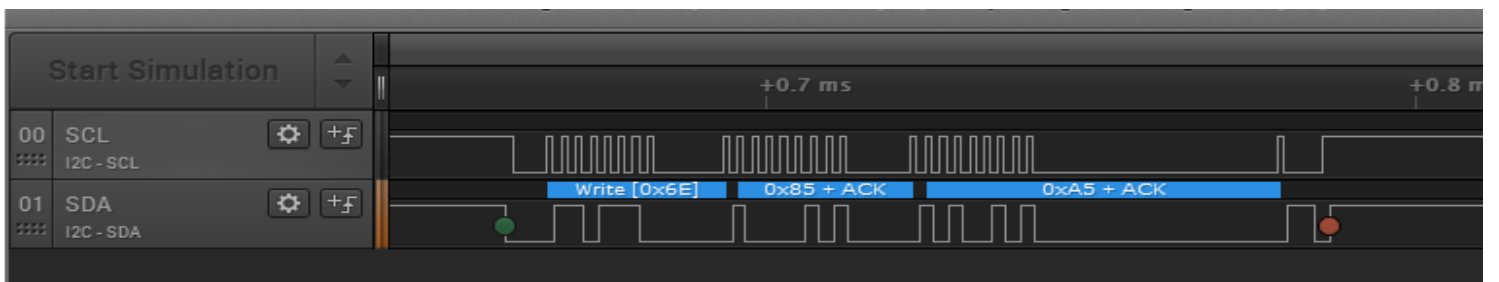 Start Simulation
+0.7 ms
+0.8 m
00 SCL
I2C - SCL
Write [0x6E] 0x85 + ACK 0xA5 + ACK
01 SDA
I2C - SDA